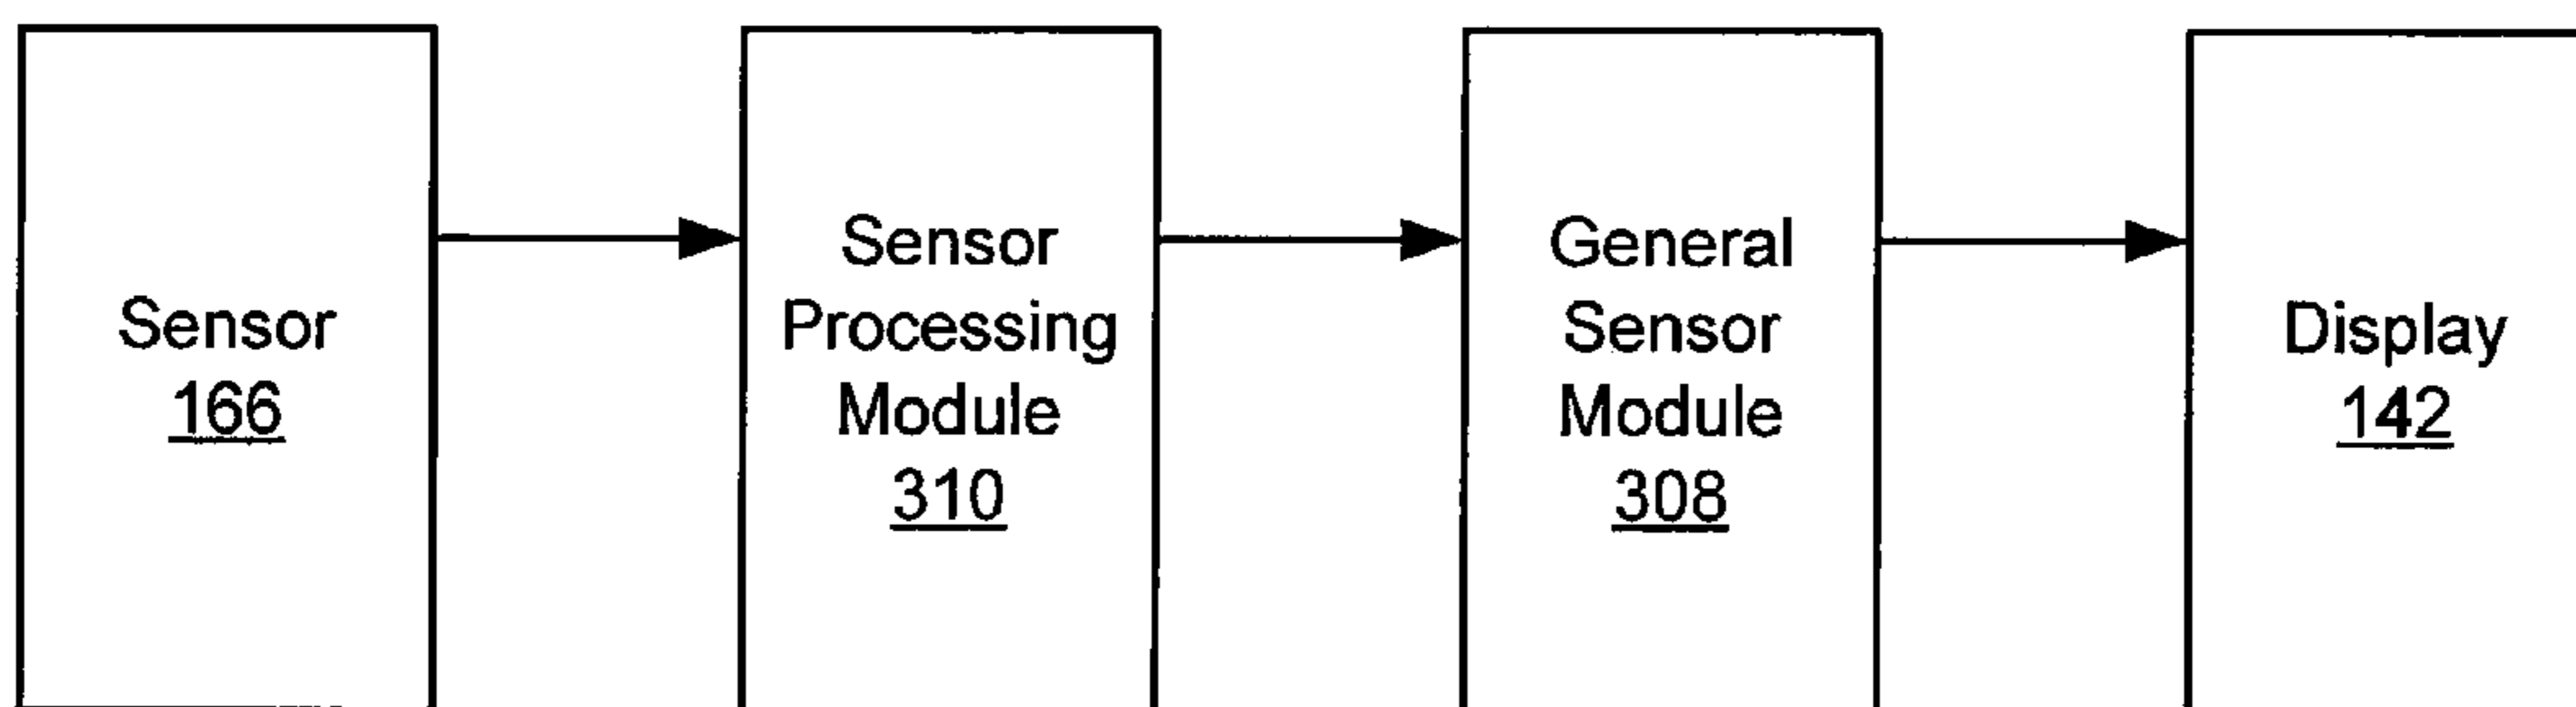 Sensor
166
Sensor
Processing
Module
310
General
Sensor
Module
308
Display
142